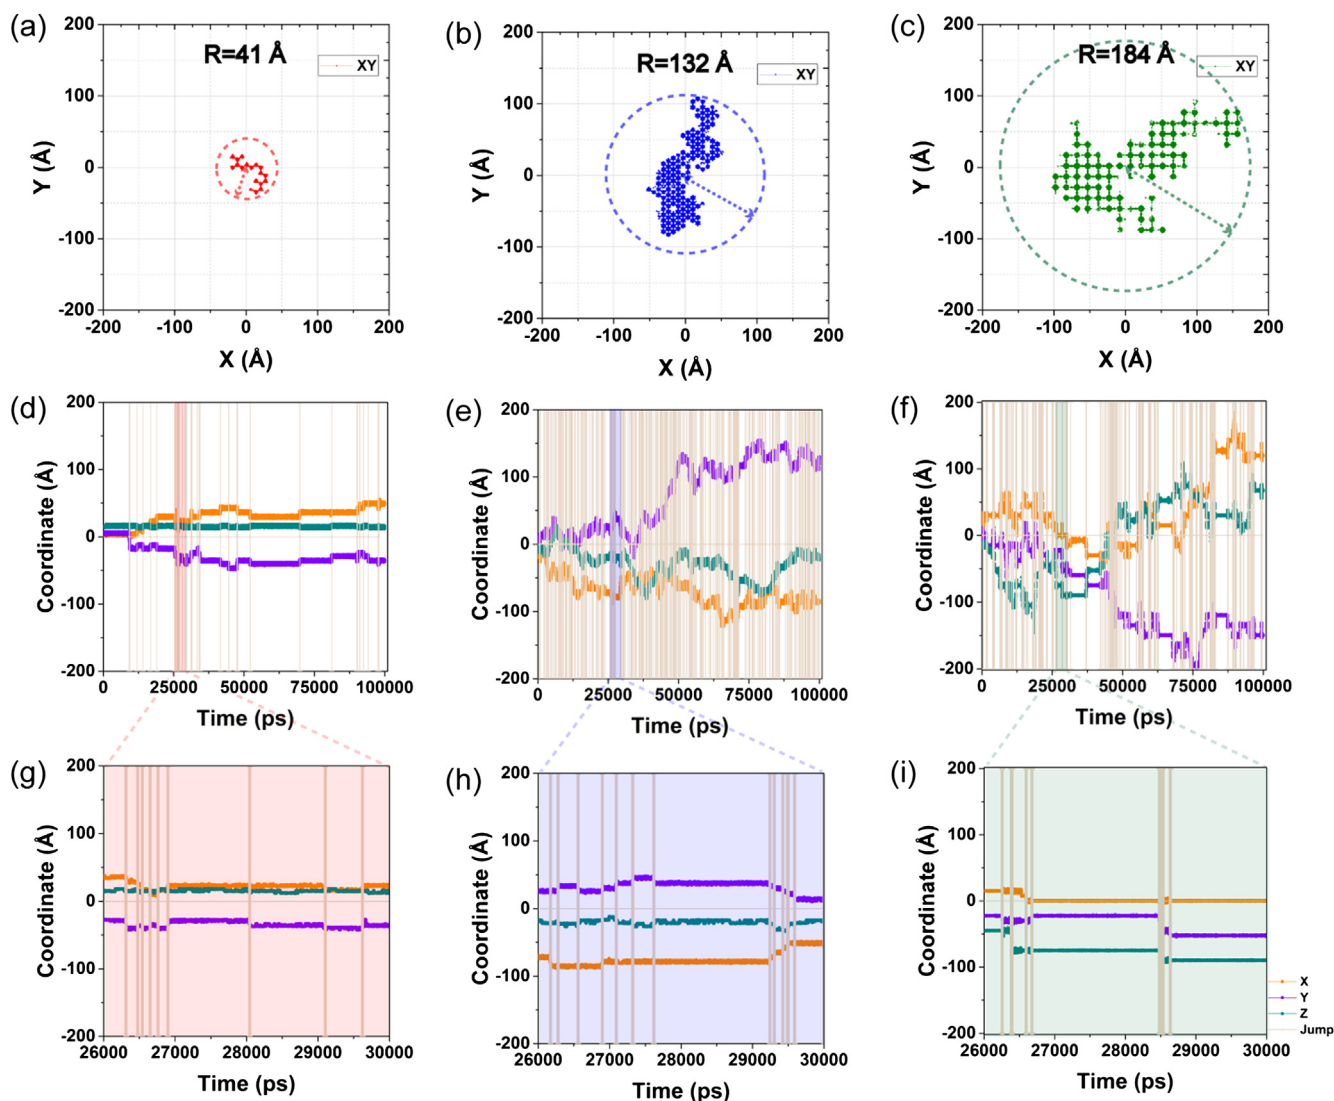 (a)
R=41 Å
XY
200
100
0
-100
-200
-200
-100
0
100
200
Y (Å)
X (Å)
(b)
R=132 Å
XY
200
100
0
-100
-200
-200
-100
0
100
200
Y (Å)
X (Å)
(c)
R=184 Å
XY
200
100
0
-100
-200
-200
-100
0
100
200
Y (Å)
X (Å)
(d)
200
100
0
-100
-200
0
25000
50000
75000
100000
Coordinate (Å)
Time (ps)
(e)
200
100
0
-100
-200
0
25000
50000
75000
100000
Coordinate (Å)
Time (ps)
(f)
200
100
0
-100
-200
0
25000
50000
75000
100000
Coordinate (Å)
Time (ps)
(g)
200
100
0
-100
-200
26000
27000
28000
29000
30000
Coordinate (Å)
Time (ps)
(h)
200
100
0
-100
-200
26000
27000
28000
29000
30000
Coordinate (Å)
Time (ps)
(i)
200
100
0
-100
-200
26000
27000
28000
29000
30000
Coordinate (Å)
Time (ps)
X
Y
Z
Jump